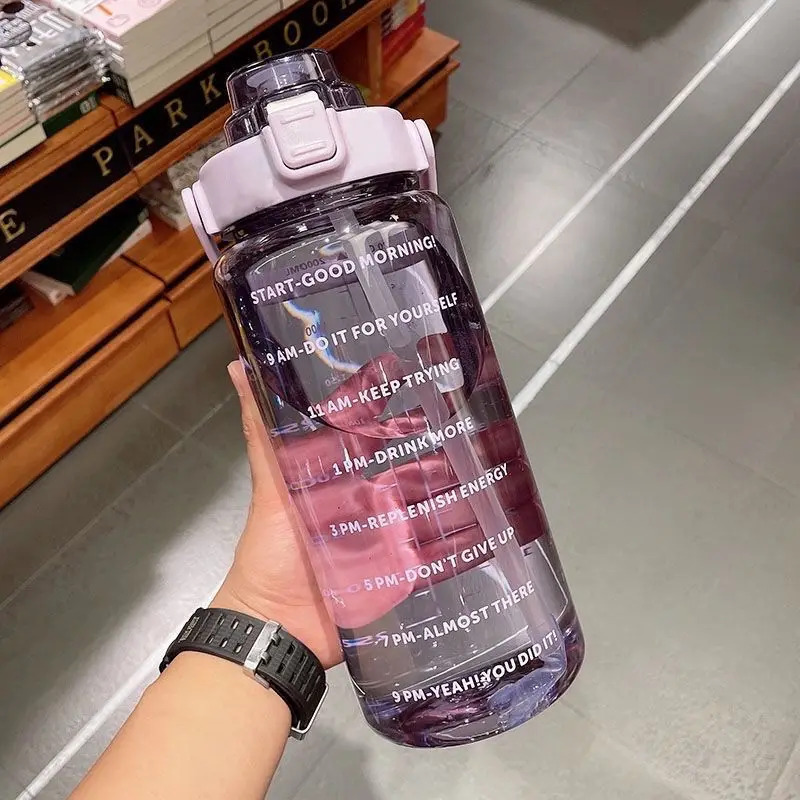 E PARK BOOK
START-GOOD MORNING!
9 AM-DO IT FOR YOURSELF
11 AM-KEEP TRYING
1 PM-DRINK MORE
3 PM-REPLENISH ENERGY
5 PM-DON'T GIVE UP
7 PM-ALMOST THERE
9 PM-YEAH! YOU DID IT!